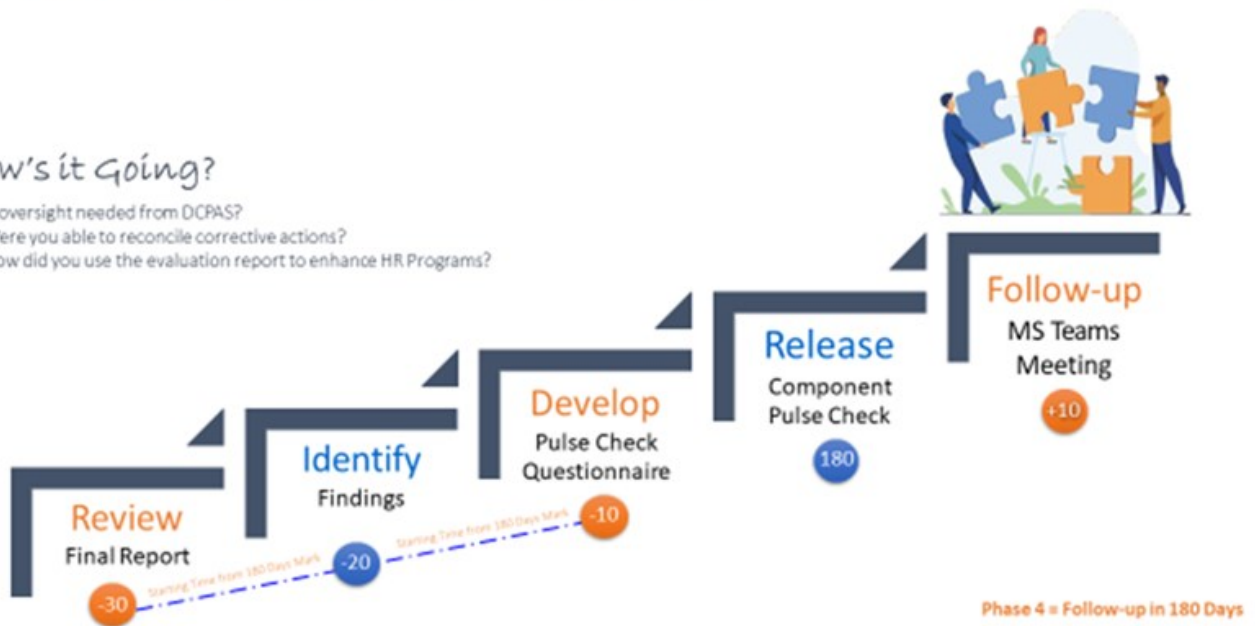 w's it Going?
oversight needed from DCPAS?
ere you able to reconcile corrective actions?
ow did you use the evaluation report to enhance HR Programs?
Follow-up
MS Teams
Meeting
+10
Release
Component
Pulse Check
180
Develop
Pulse Check
Questionnaire
-10
Identify
Findings
-20
Review
Final Report
-30
Starting Time from 180 Days Mark
Starting Time from 180 Days Mark
Phase 4 = Follow-up in 180 Days